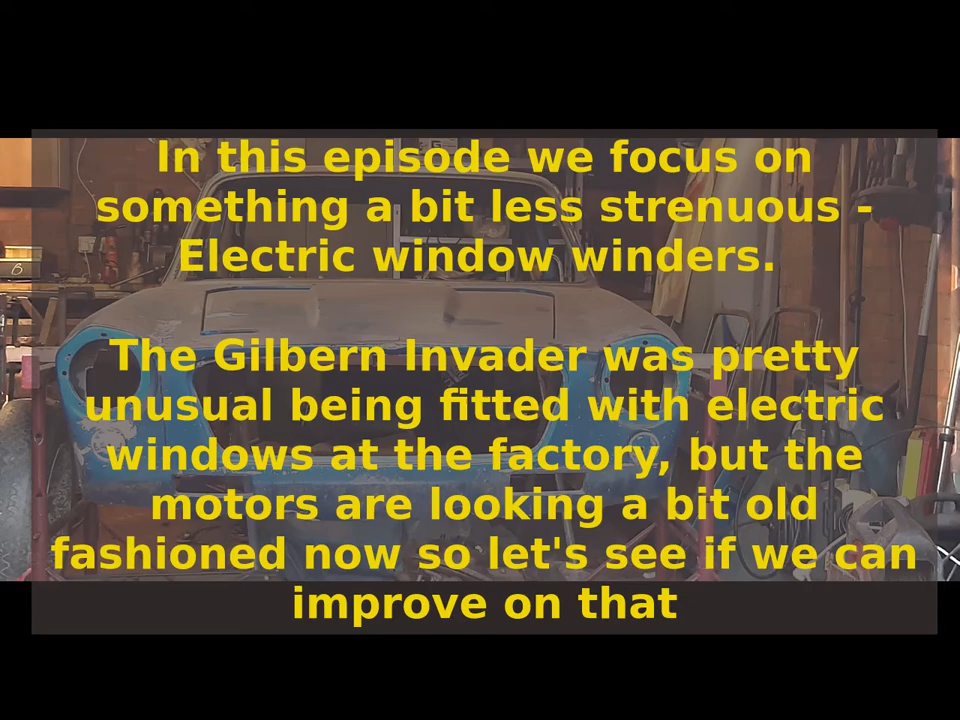 In this episode we focus on
something a bit less strenuous -
Electric window winders.
The Gilbern Invader was pretty
unusual being fitted with electric
windows at the factory, but the
motors are looking a bit old
fashioned now so let's see if we can
improve on that